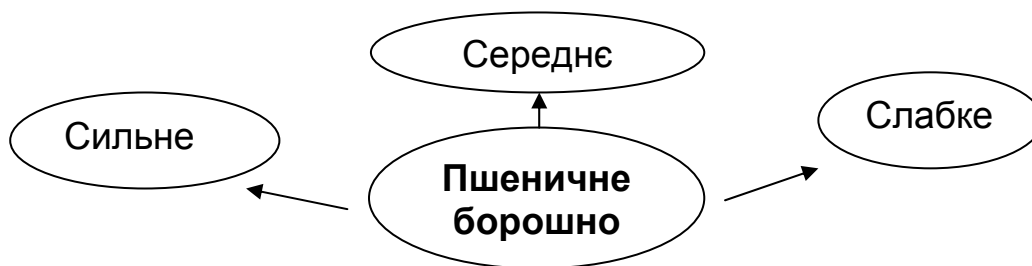 Середнє
Сильне
Слабке
Пшеничне
борошно